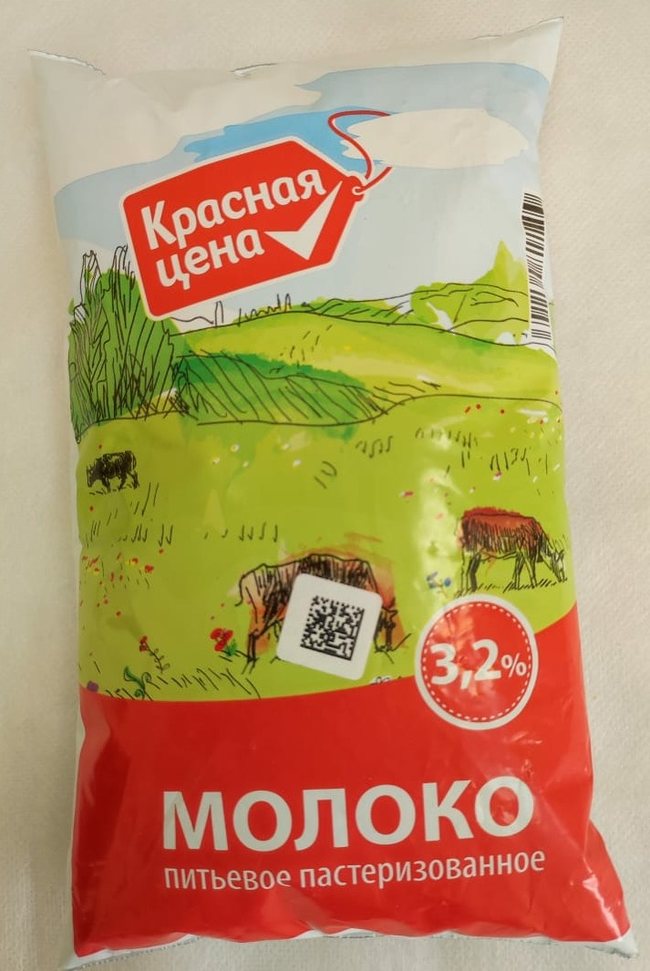 Красная
цена
3,2%
МОЛОКО
питьевое пастеризованное